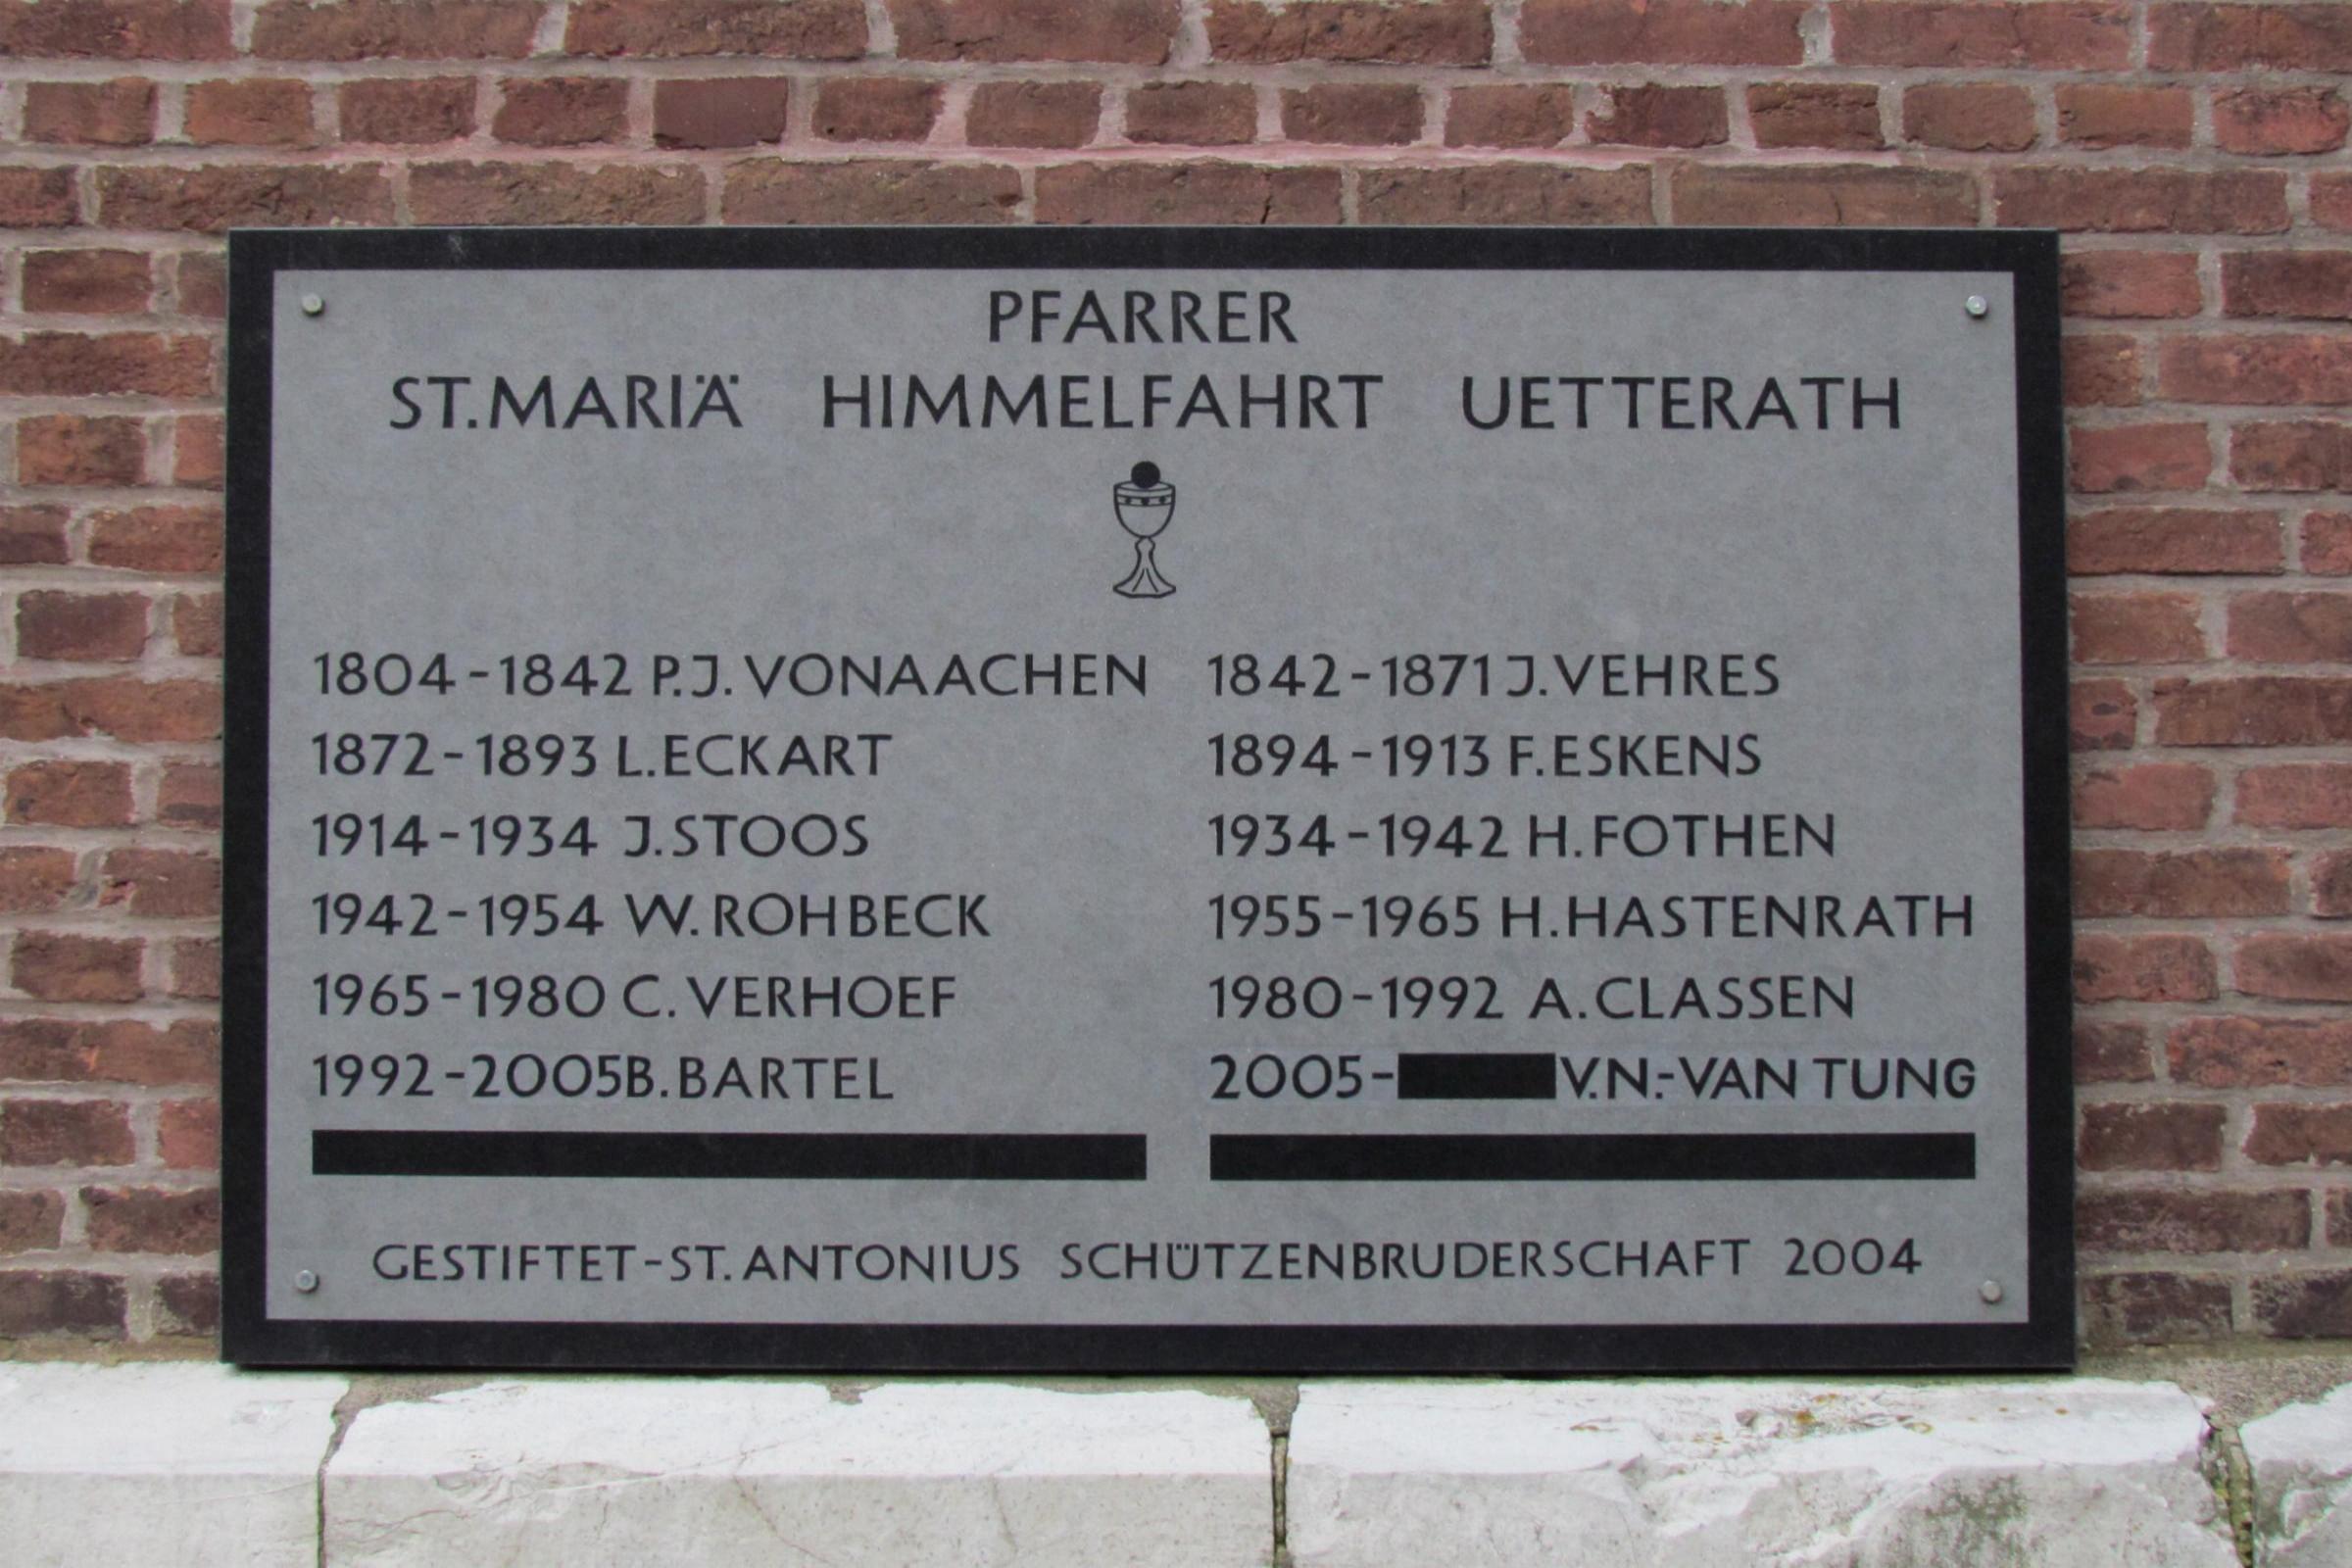 PFARRER
ST. MARIÄ HIMMELFAHRT UETTERATH
1804-1842 P.J. VONAACHEN
1842-1871 J. VEHRES
1872-1893 L. ECKART
1894-1913 F. ESKENS
1914-1934 J. STOOS
1934-1942 H. FOTHEN
1942-1954 W. ROHBECK
1955-1965 H. HASTENRATH
1965-1980 C. VERHOEF
1980-1992 A. CLASSEN
1992-2005 B. BARTEL
2005- V.N.-VAN TUNG
GESTIFTET-ST. ANTONIUS SCHÜTZENBRUDERSCHAFT 2004